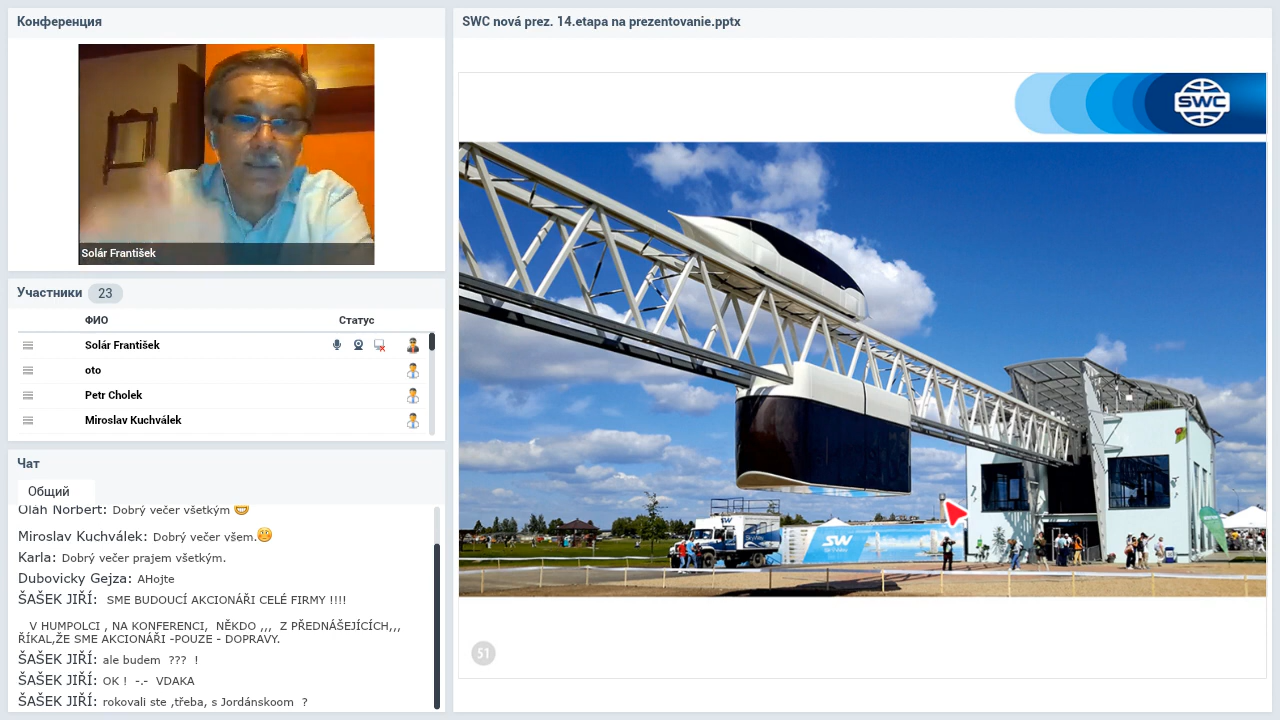 Конференция
Solár František
Участники 23
ФИО Статус
Solár František
oto
Petr Cholek
Miroslav Kuchválek
Чат
Общий
Olah Norbert: Dobrý večer všetkým
Miroslav Kuchválek: Dobrý večer všem.
Karla: Dobrý večer prajem všetkým.
Dubovicky Gejza: AHojte
ŠAŠEK JIŘÍ: SME BUDOUCÍ AKCIONÁŘI CELÉ FIRMY !!!!
V HUMPOLCI , NA KONFERENCI, NĚKDO ,,, Z PŘEDNÁŠEJÍCÍCH,,,
ŘÍKAL,ŽE SME AKCIONÁŘI -POUZE - DOPRAVY.
ŠAŠEK JIŘÍ: ale budem ??? !
ŠAŠEK JIŘÍ: OK ! -.- VDAKA
ŠAŠEK JIŘÍ: rokovali ste ,třeba, s Jordánskoom ?
SWC nová prez. 14.etapa na prezentovanie.pptx
SWC
SW
SW
51